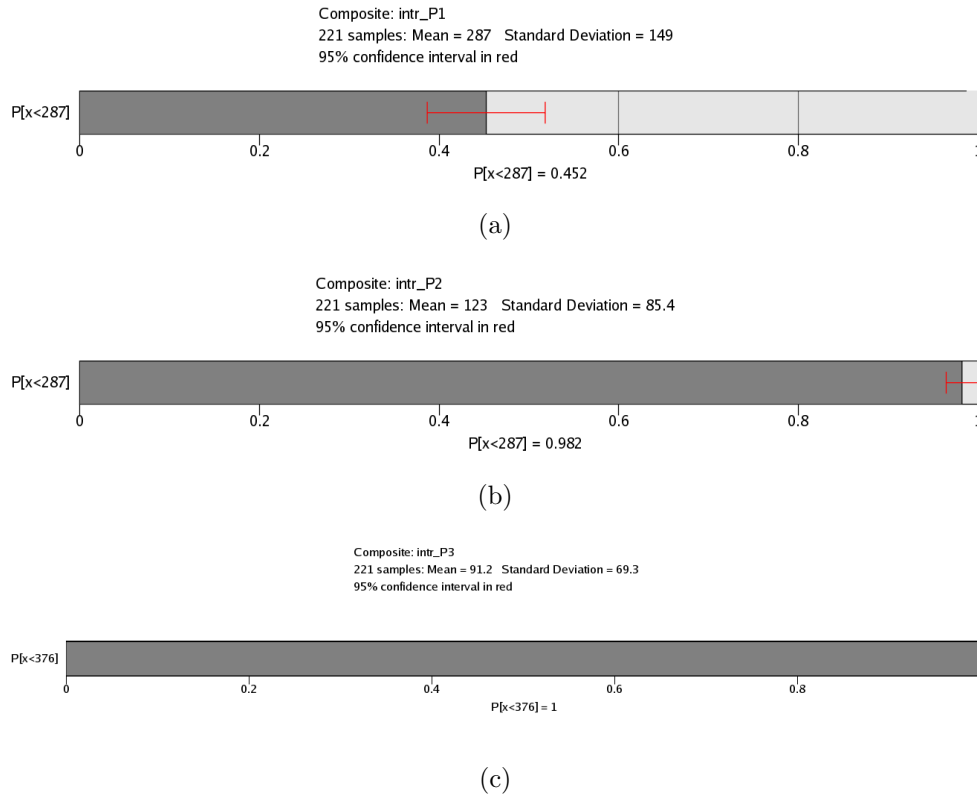 Composite: intr_P1
221 samples: Mean = 287 Standard Deviation = 149
95% confidence interval in red
P[x<287]
0 0.2 0.4 0.6 0.8 1
P[x<287] = 0.452
(a)
Composite: intr_P2
221 samples: Mean = 123 Standard Deviation = 85.4
95% confidence interval in red
P[x<287]
0 0.2 0.4 0.6 0.8 1
P[x<287] = 0.982
(b)
Composite: intr_P3
221 samples: Mean = 91.2 Standard Deviation = 69.3
95% confidence interval in red
P[x<376]
0 0.2 0.4 0.6 0.8
P[x<376] = 1
(c)